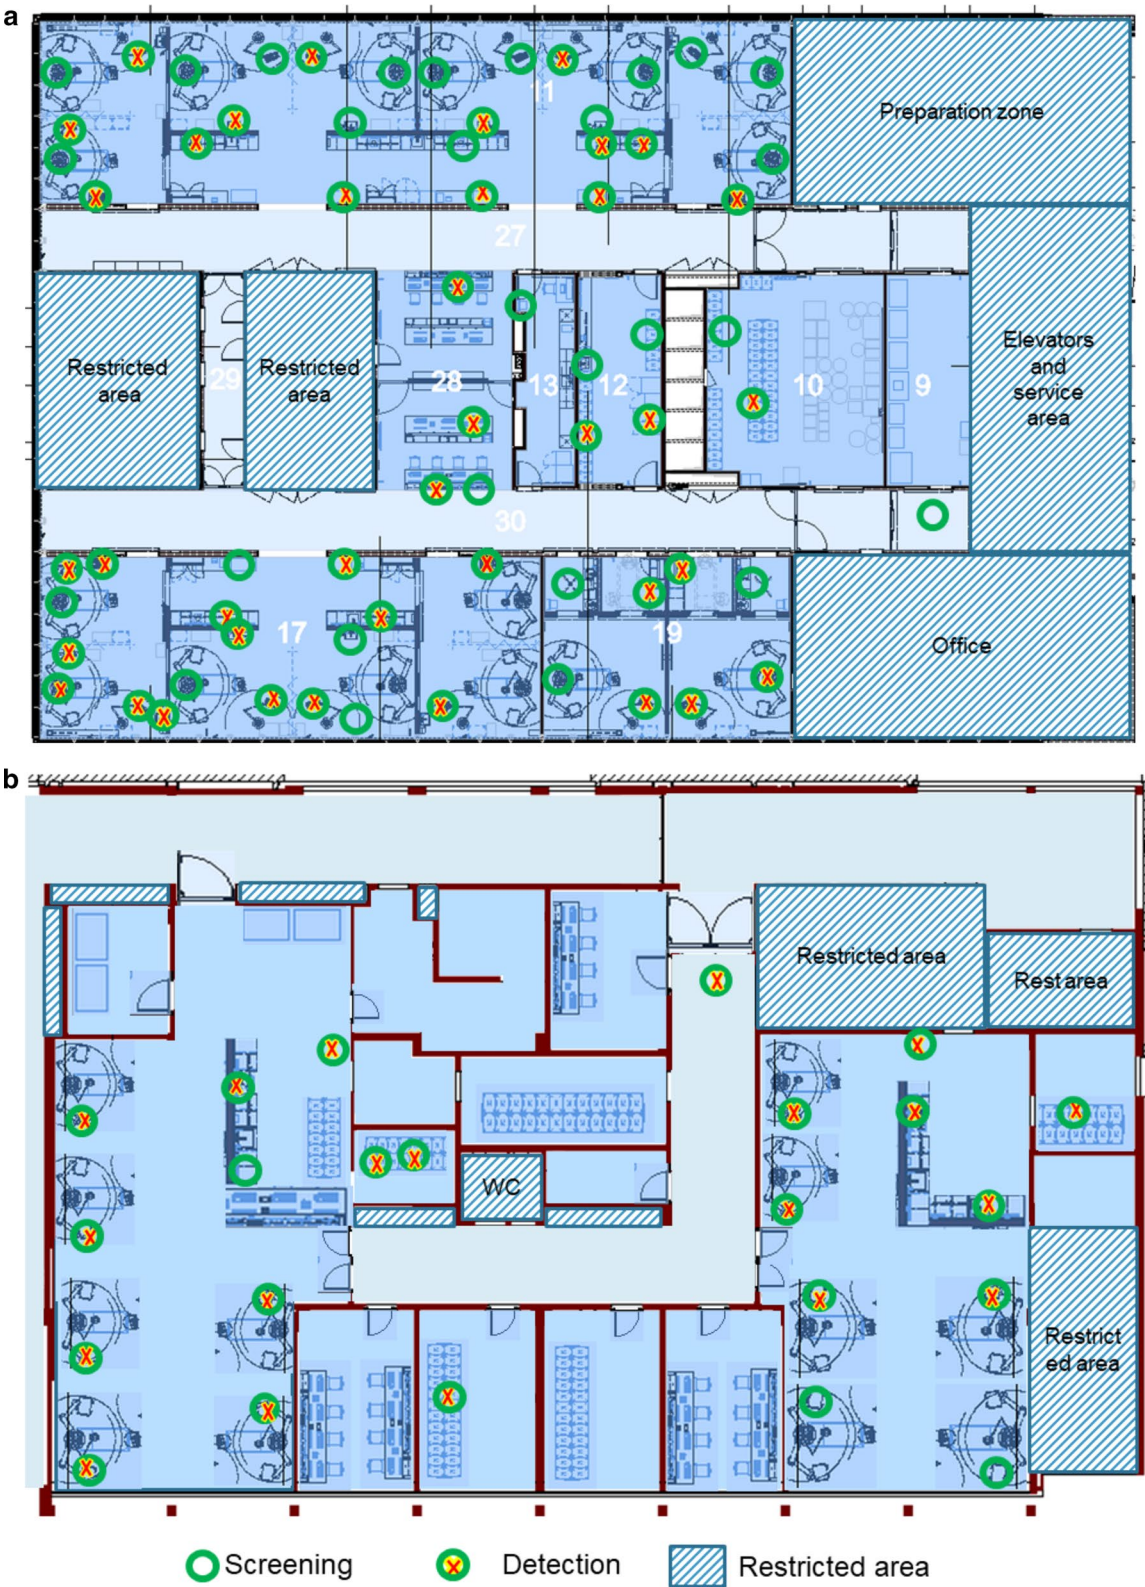 a
11
Preparation zone
27
Restricted
area
29
Restricted
area
28
13
12
10
9
Elevators
and
service
area
30
17
19
Office
b
Restricted area
Rest area
WC
Restrict
ed area
Screening
Detection
Restricted area